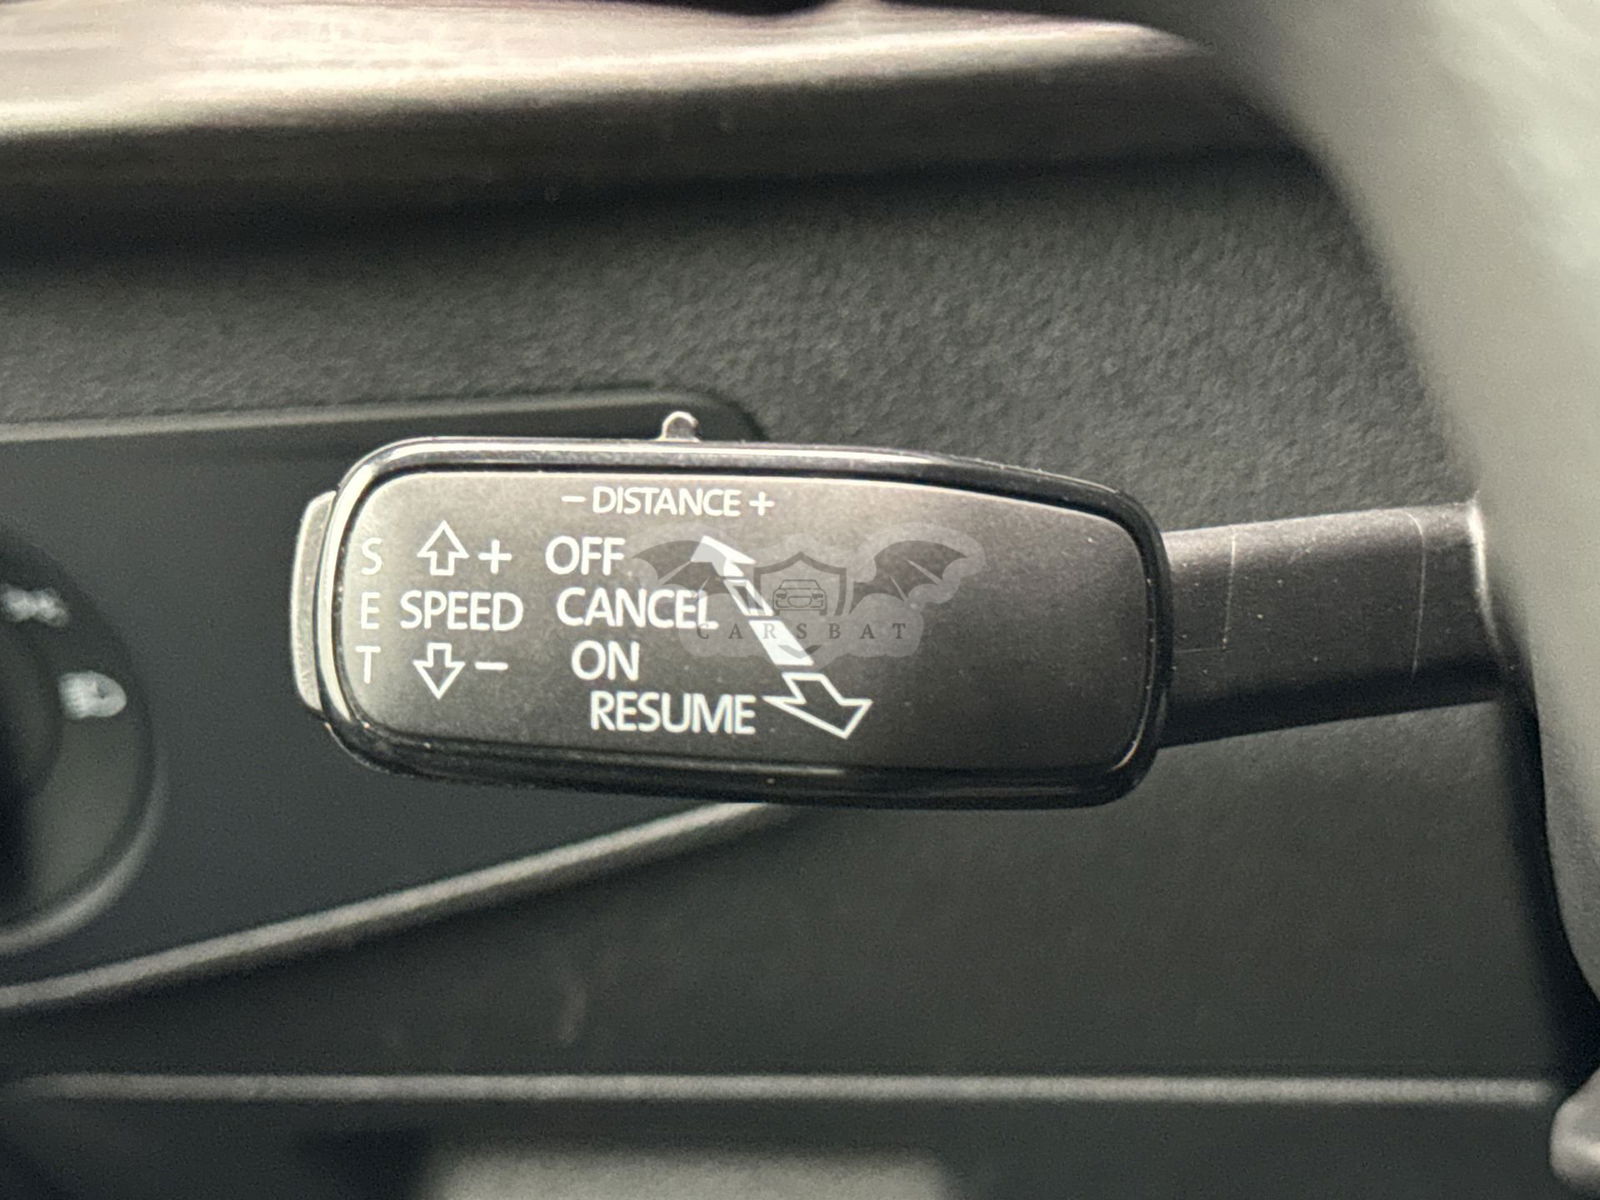 – DISTANCE +
S + OFF
E SPEED CANCEL
T – ON
RESUME
CARSBAT